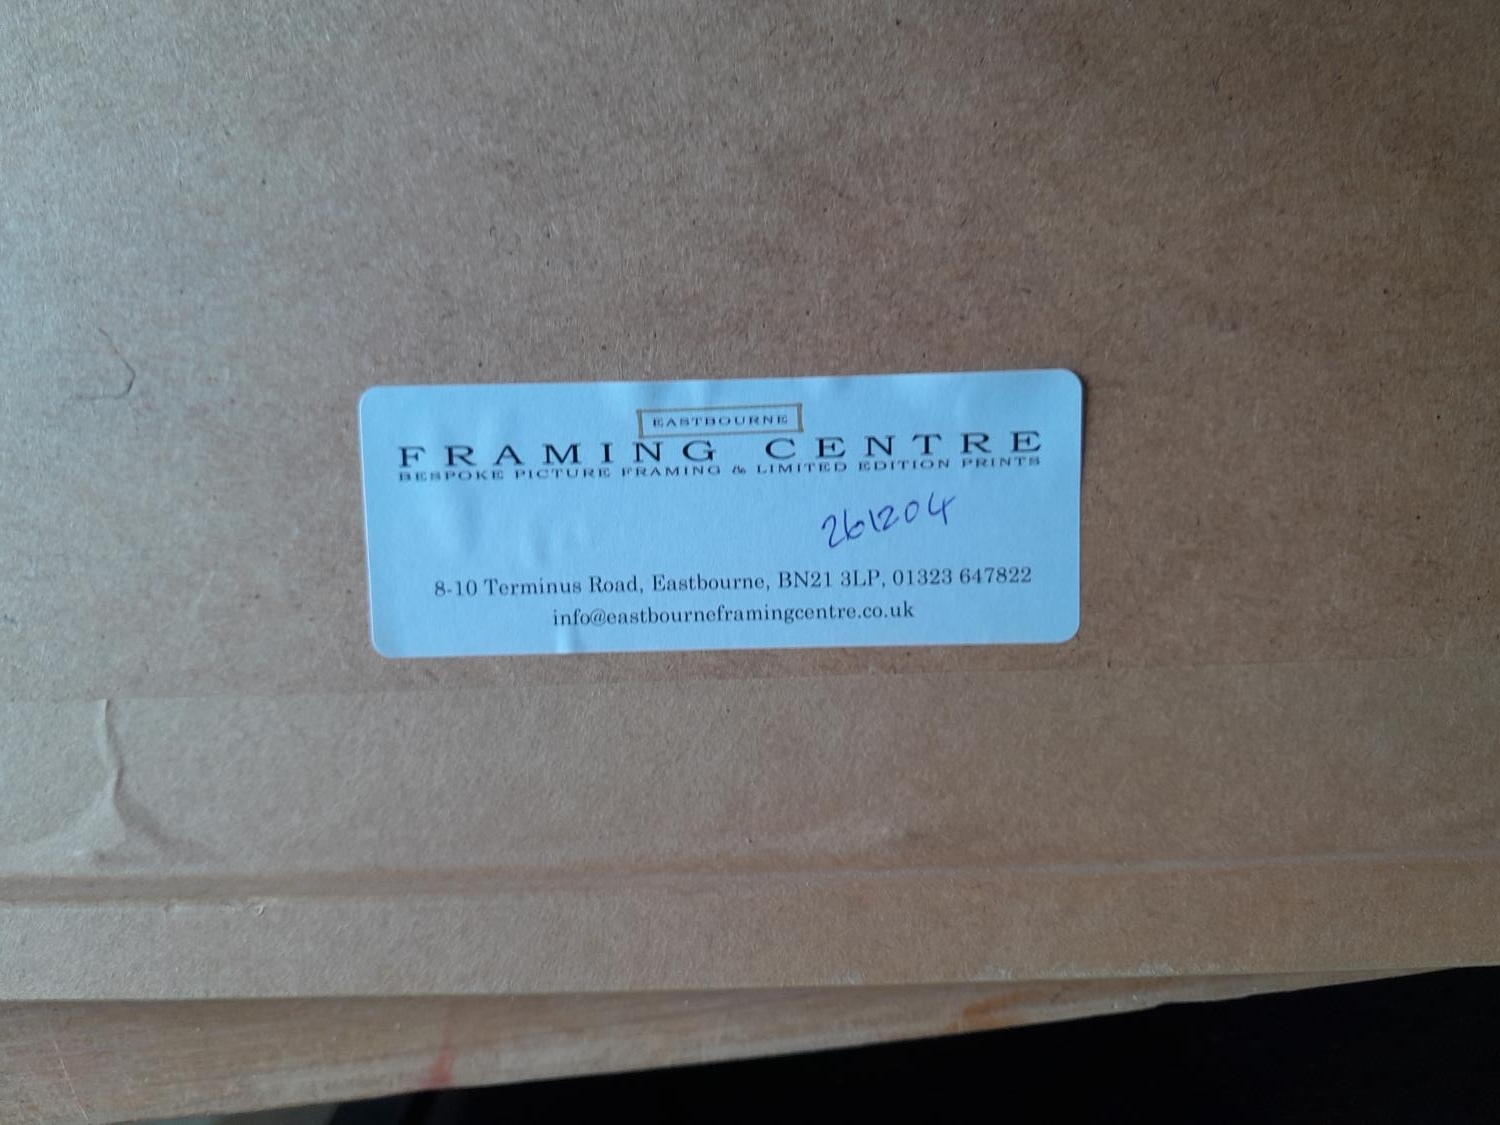 EASTBOURNE
FRAMING CENTRE
BESPOKE PICTURE FRAMING & LIMITED EDITION PRINTS
261204
8-10 Terminus Road, Eastbourne, BN21 3LP, 01323 647822
info@eastbourneframingcentre.co.uk